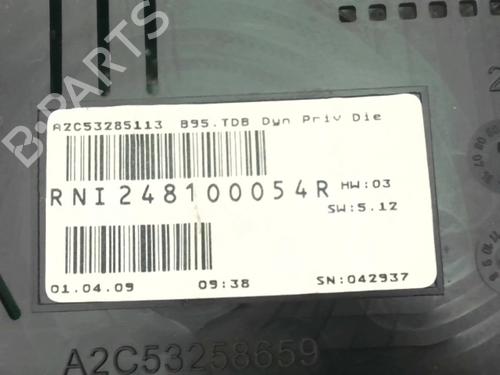 A2C53285113 B95.TDB Dyn Priv Die
RNI248100054R HW:03
SW:5.12
01.04.09 09:38 SN:042937
A2C53258659
B-PARTS